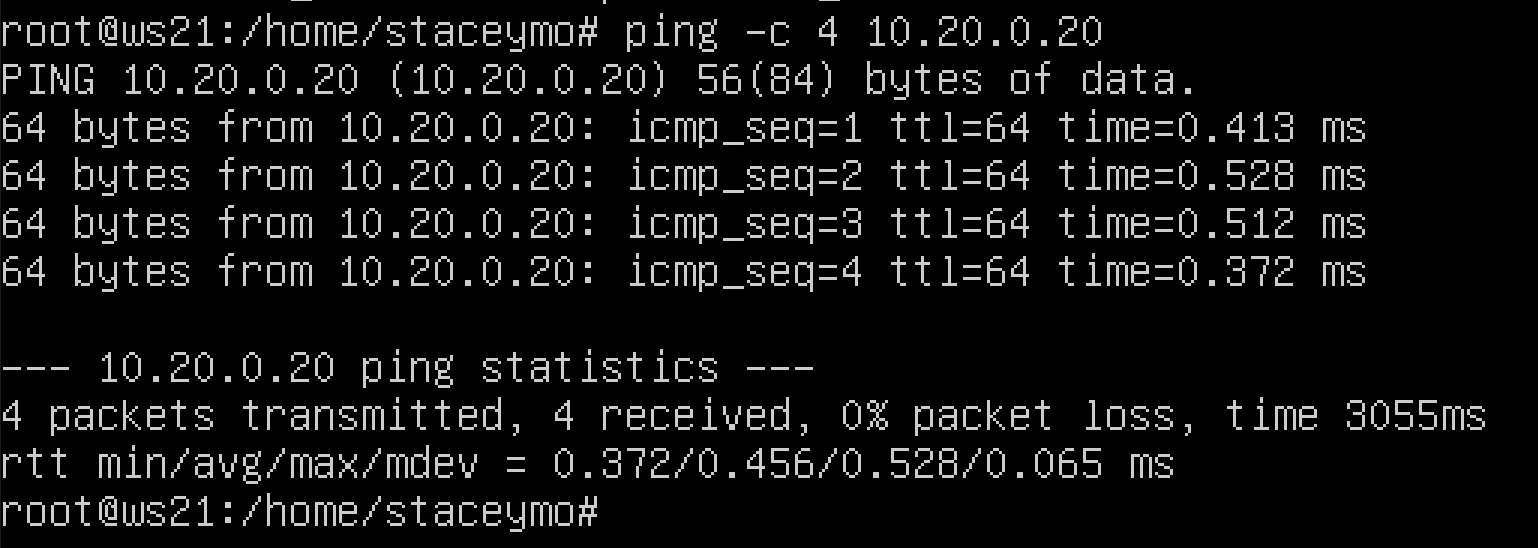 root@ws21:/home/staceymo# ping -c 4 10.20.0.20
PING 10.20.0.20 (10.20.0.20) 56(84) bytes of data.
64 bytes from 10.20.0.20: icmp_seq=1 ttl=64 time=0.413 ms
64 bytes from 10.20.0.20: icmp_seq=2 ttl=64 time=0.528 ms
64 bytes from 10.20.0.20: icmp_seq=3 ttl=64 time=0.512 ms
64 bytes from 10.20.0.20: icmp_seq=4 ttl=64 time=0.372 ms
--- 10.20.0.20 ping statistics ---
4 packets transmitted, 4 received, 0% packet loss, time 3055ms
rtt min/avg/max/mdev = 0.372/0.456/0.528/0.065 ms
root@ws21:/home/staceymo#